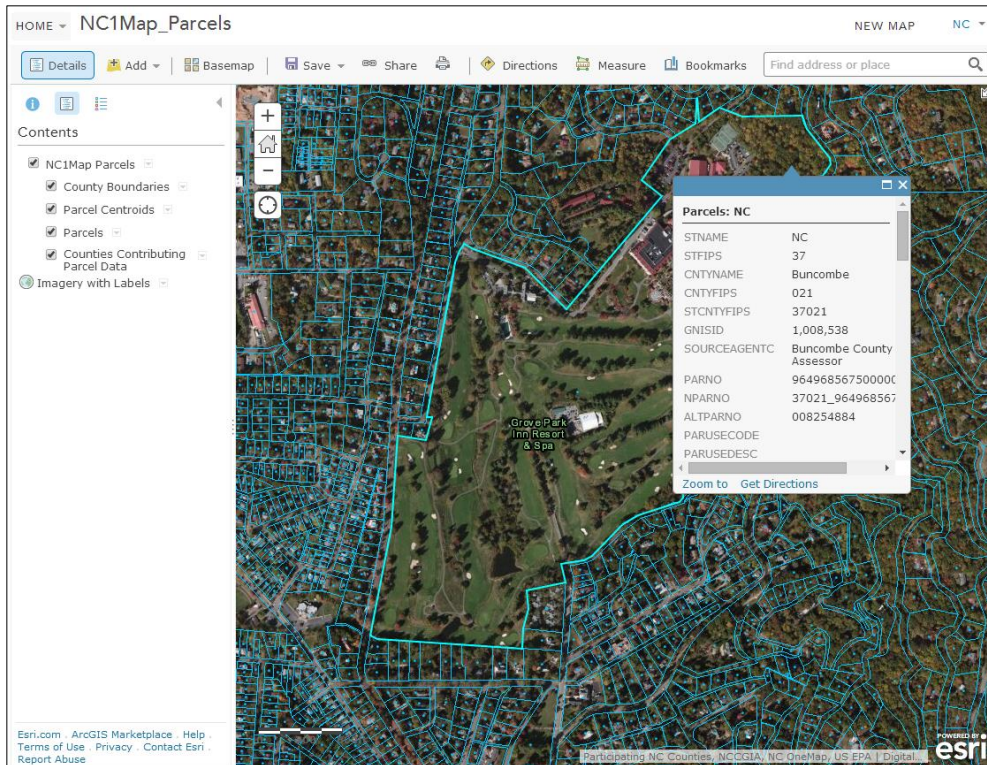 HOME NC1Map_Parcels NEW MAP NC
Details Add Basemap Save Share Directions Measure Bookmarks Find address or place
Contents
NC1Map Parcels
County Boundaries
Parcel Centroids
Parcels
Counties Contributing
Parcel Data
Imagery with Labels
+
−
Grove Park
Inn Resort
& Spa
Parcels: NC
STNAME NC
STFIPS 37
CNTYNAME Buncombe
CNTYFIPS 021
STCNTYFIPS 37021
GNISID 1,008,538
SOURCEAGENTC Buncombe County
Assessor
PARNO 964968567500000
NPARNO 37021_964968567
ALTPARNO 008254884
PARUSECODE
PARUSEDESC
Zoom to Get Directions
Esri.com . ArcGIS Marketplace . Help .
Terms of Use . Privacy . Contact Esri .
Report Abuse
Participating NC Counties, NCCGIA, NC OneMap, US EPA | Digital...
POWERED BY
esri